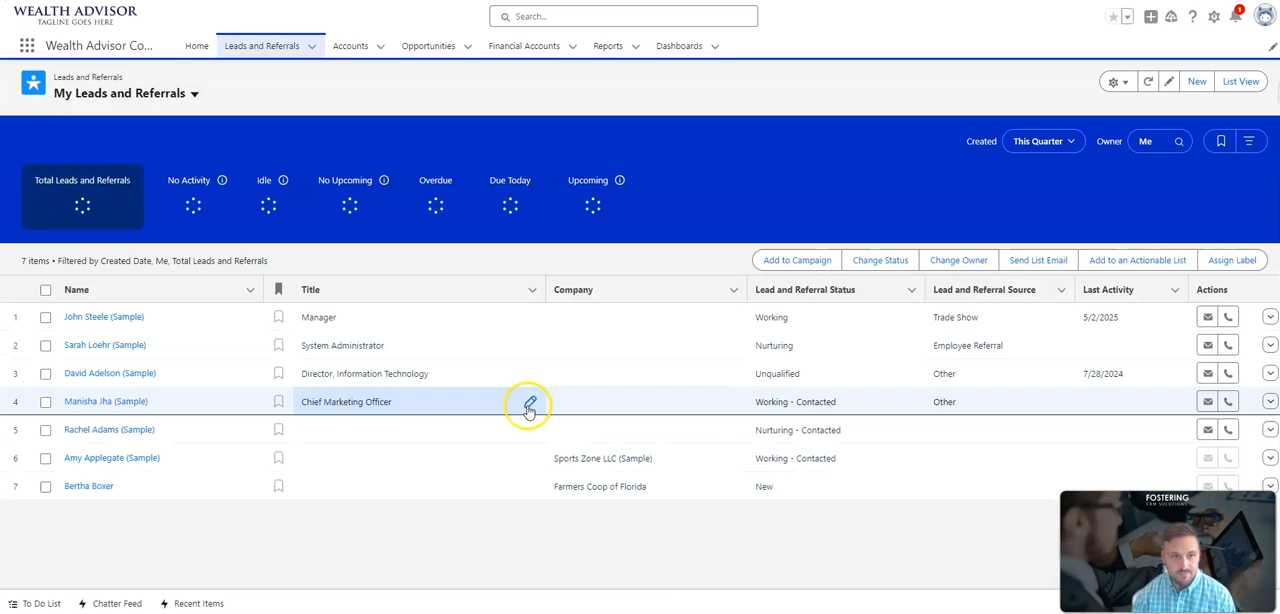 WEALTH ADVISOR
TAGLINE GOES HERE
Search...
1
Wealth Advisor Co...
Home
Leads and Referrals
Accounts
Opportunities
Financial Accounts
Reports
Dashboards
Leads and Referrals
My Leads and Referrals
New
List View
Created
This Quarter
Owner
Me
Total Leads and Referrals
No Activity
Idle
No Upcoming
Overdue
Due Today
Upcoming
7 items • Filtered by Created Date, Me, Total Leads and Referrals
Add to Campaign
Change Status
Change Owner
Send List Email
Add to an Actionable List
Assign Label
Name Title Company Lead and Referral Status Lead and Referral Source Last Activity Actions
1 John Steele (Sample) Manager Working Trade Show 5/2/2025
2 Sarah Loehr (Sample) System Administrator Nurturing Employee Referral
3 David Adelson (Sample) Director, Information Technology Unqualified Other 7/28/2024
4 Manisha Jha (Sample) Chief Marketing Officer Working - Contacted Other
5 Rachel Adams (Sample) Nurturing - Contacted
6 Amy Applegate (Sample) Sports Zone LLC (Sample) Working - Contacted
7 Bertha Boxer Farmers Coop of Florida New
FOSTERING
CRM SOLUTIONS
To Do List
Chatter Feed
Recent Items